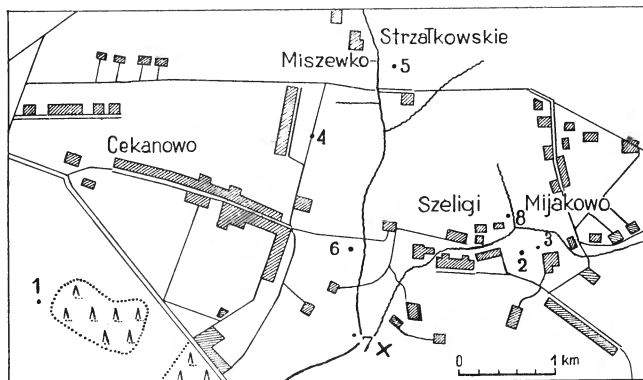 Strzałkowskie
Miszewko-
5
4
Cekanowo
Szeligi
8
Mijakowo
6
3
2
1
7
0 1 km